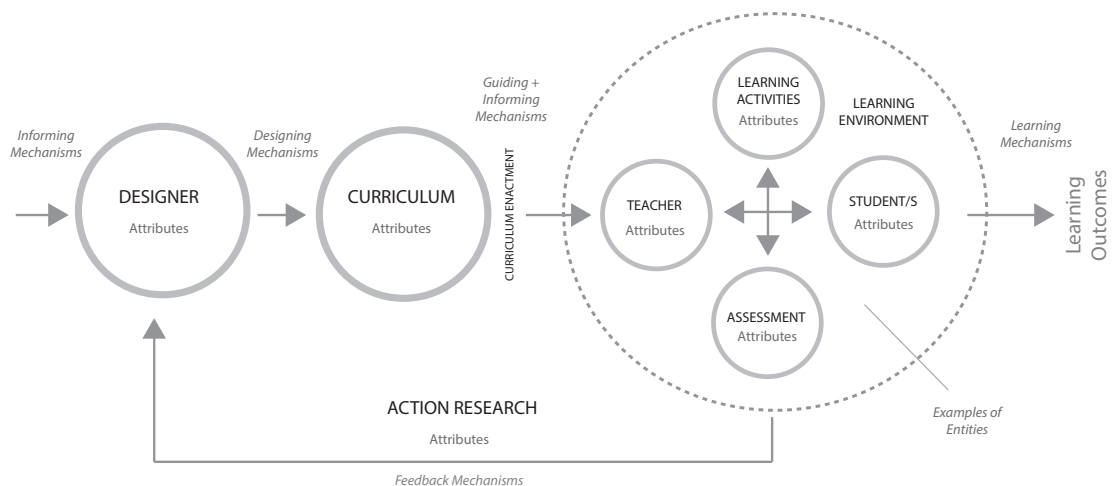 Informing
Mechanisms
DESIGNER
Attributes
Designing
Mechanisms
CURRICULUM
Attributes
Guiding +
Informing
Mechanisms
CURRICULUM ENACTMENT
LEARNING
ACTIVITIES
Attributes
LEARNING
ENVIRONMENT
TEACHER
Attributes
STUDENT/S
Attributes
ASSESSMENT
Attributes
Learning
Mechanisms
Learning
Outcomes
Examples of
Entities
ACTION RESEARCH
Attributes
Feedback Mechanisms